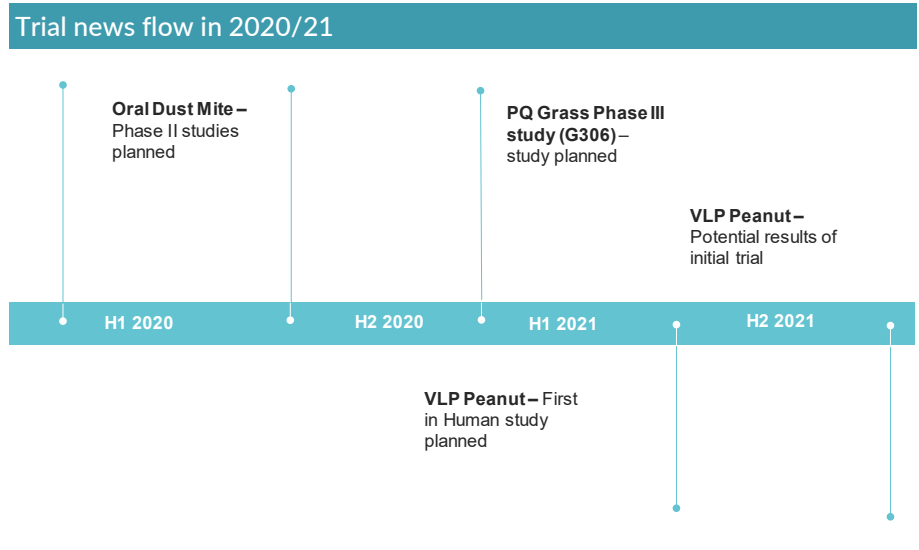 Trial news flow in 2020/21
Oral Dust Mite –
Phase II studies
planned
PQ Grass Phase III
study (G306) –
study planned
VLP Peanut –
Potential results of
initial trial
H1 2020
H2 2020
H1 2021
H2 2021
VLP Peanut – First
in Human study
planned